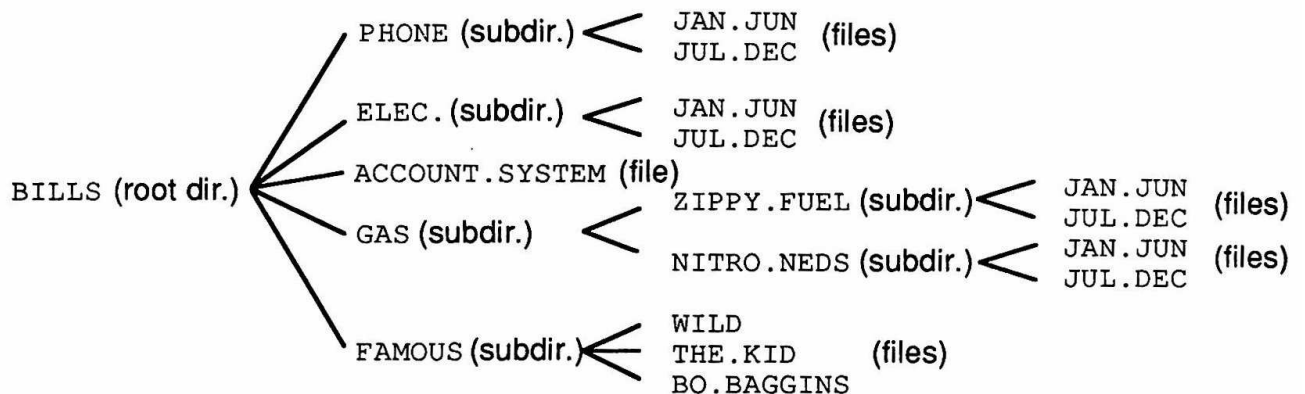 PHONE (subdir.) JAN.JUN (files)
JUL.DEC
ELEC. (subdir.) JAN.JUN (files)
JUL.DEC
BILLS (root dir.) ACCOUNT.SYSTEM (file)
GAS (subdir.) ZIPPY.FUEL (subdir.) JAN.JUN (files)
JUL.DEC
NITRO.NEDS (subdir.) JAN.JUN (files)
JUL.DEC
FAMOUS (subdir.) WILD
THE.KID (files)
BO.BAGGINS